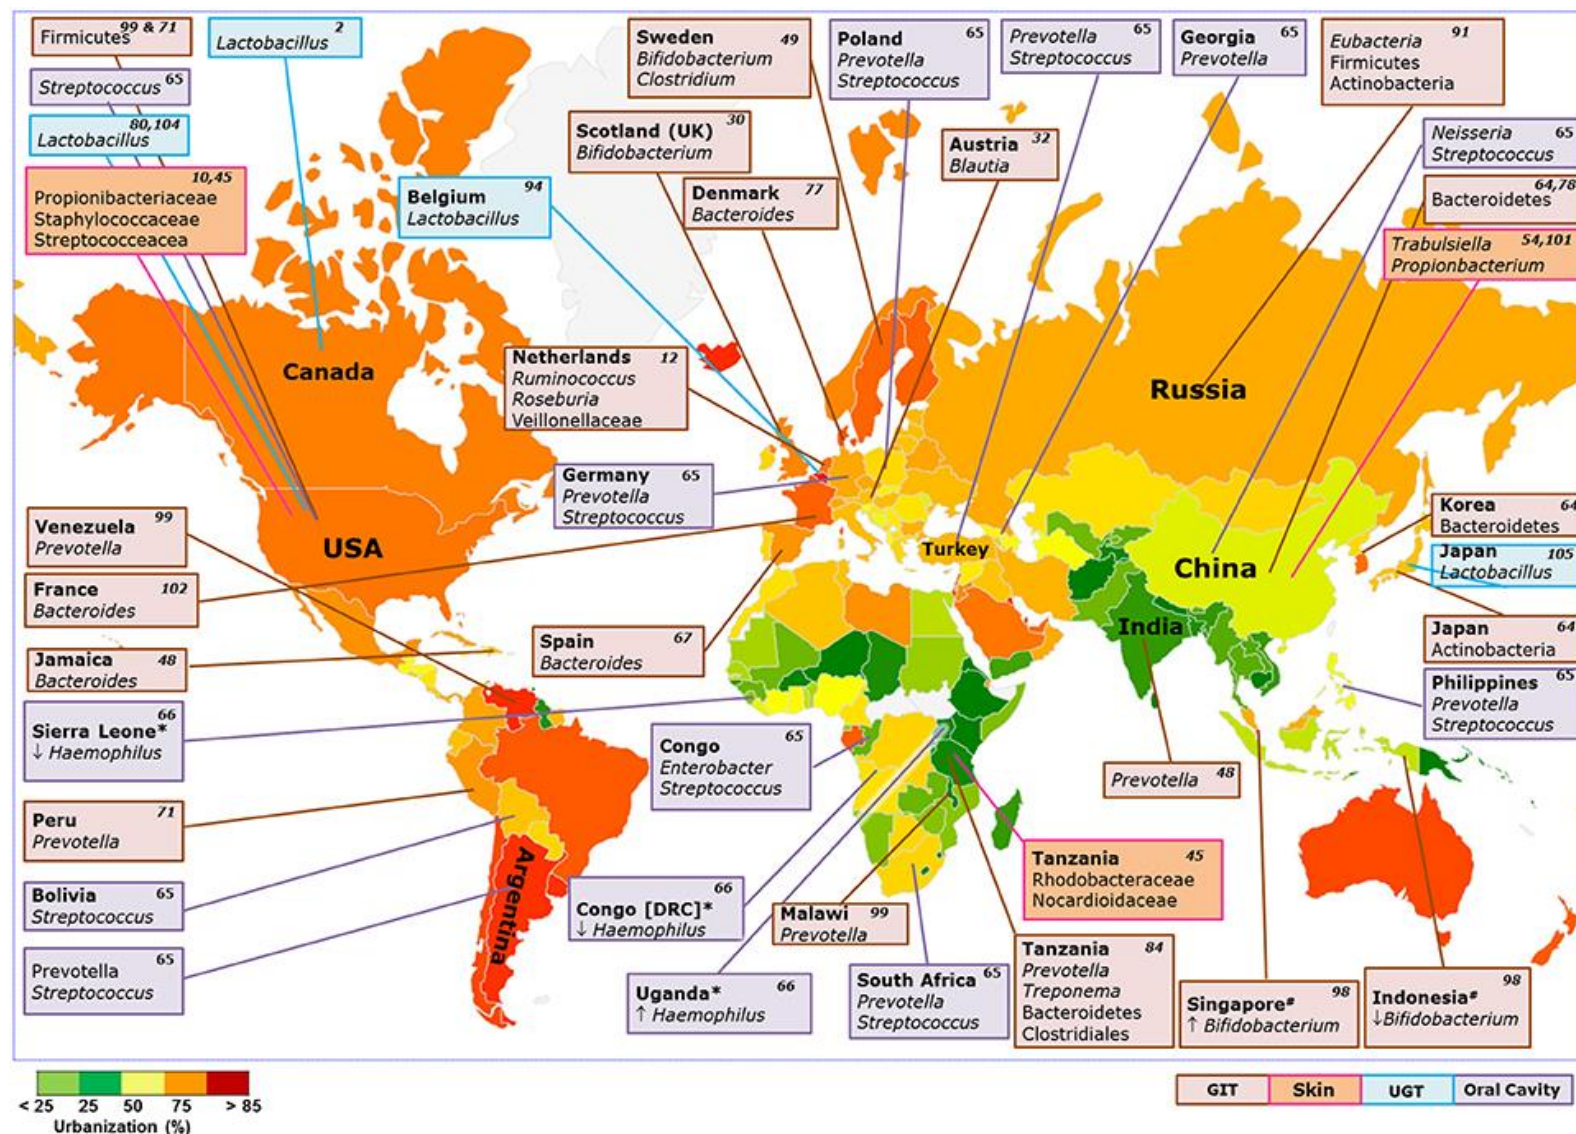 Firmicutes 99 & 71
Streptococcus 65
Lactobacillus 80,104
10,45
Propionibacteriaceae
Staphylococcaceae
Streptococceacea
Lactobacillus 2
Belgium 94
Lactobacillus
Scotland (UK) 30
Bifidobacterium
Sweden 49
Bifidobacterium
Clostridium
Denmark 77
Bacteroides
Poland 65
Prevotella
Streptococcus
Austria 32
Blautia
Prevotella 65
Streptococcus
Georgia 65
Prevotella
Eubacteria 91
Firmicutes
Actinobacteria
Neisseria 65
Streptococcus
64,78
Bacteroidetes
Trabulsiella 54,101
Propionbacterium
Canada
USA
Argentina
Russia
China
India
Turkey
Netherlands 12
Ruminococcus
Roseburia
Veillonellaceae
Germany 65
Prevotella
Streptococcus
Venezuela 99
Prevotella
France 102
Bacteroides
Jamaica 48
Bacteroides
Spain 67
Bacteroides
66
Sierra Leone*
↓ Haemophilus
Peru 71
Prevotella
Bolivia 65
Streptococcus
Prevotella 65
Streptococcus
Congo 65
Enterobacter
Streptococcus
66
Congo [DRC]*
↓ Haemophilus
Uganda* 66
↑ Haemophilus
Malawi 99
Prevotella
South Africa 65
Prevotella
Streptococcus
Tanzania 45
Rhodobacteraceae
Nocardioidaceae
Tanzania 84
Prevotella
Treponema
Bacteroidetes
Clostridiales
Prevotella 48
Singapore# 98
↑ Bifidobacterium
Indonesia# 98
↓Bifidobacterium
Korea 64
Bacteroidetes
Japan 105
Lactobacillus
Japan 64
Actinobacteria
Philippines 65
Prevotella
Streptococcus
< 25 25 50 75 > 85
Urbanization (%)
GIT Skin UGT Oral Cavity